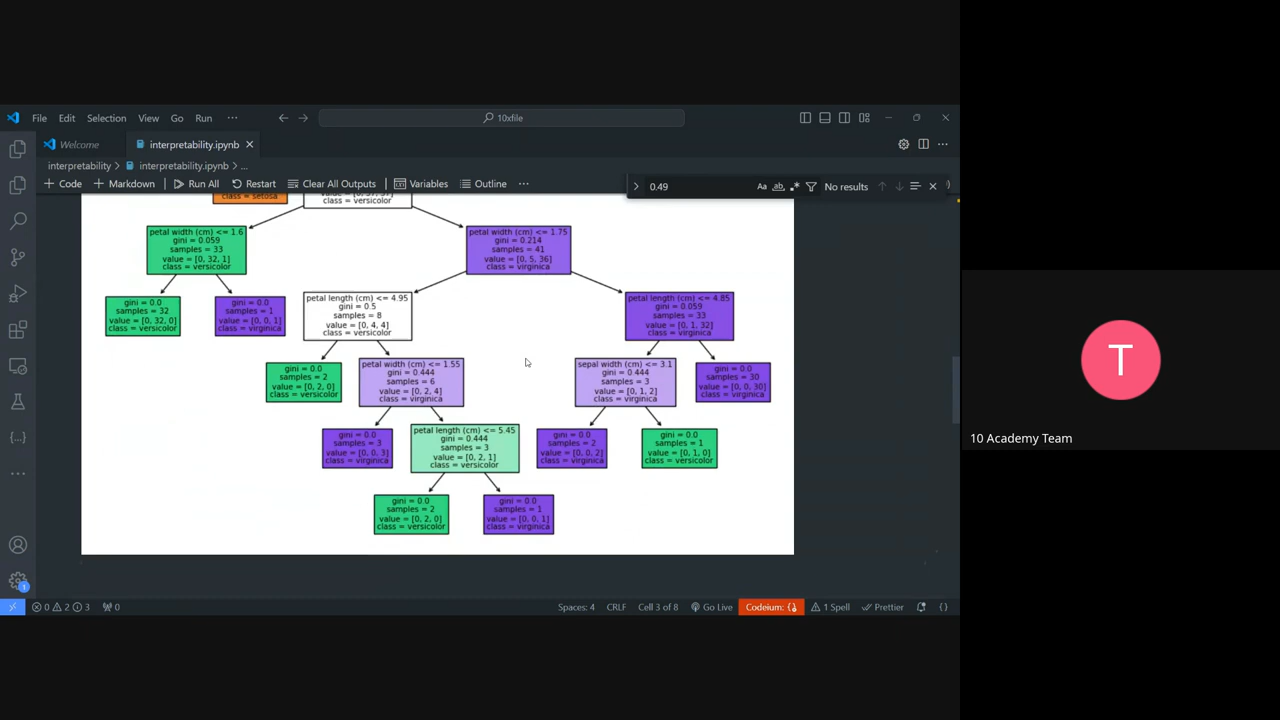 File Edit Selection View Go Run ··· 10xfile
Welcome interpretability.ipynb
interpretability > interpretability.ipynb > ...
+ Code + Markdown Run All Restart Clear All Outputs Variables Outline ···
0.49 Aa ab No results
class = setosa
class = versicolor
petal width (cm) <= 1.6
gini = 0.059
samples = 33
value = [0, 32, 1]
class = versicolor
petal width (cm) <= 1.75
gini = 0.214
samples = 41
value = [0, 5, 36]
class = virginica
gini = 0.0
samples = 32
value = [0, 32, 0]
class = versicolor
gini = 0.0
samples = 1
value = [0, 0, 1]
class = virginica
petal length (cm) <= 4.95
gini = 0.5
samples = 8
value = [0, 4, 4]
class = versicolor
petal length (cm) <= 4.85
gini = 0.059
samples = 33
value = [0, 1, 32]
class = virginica
gini = 0.0
samples = 2
value = [0, 2, 0]
class = versicolor
petal width (cm) <= 1.55
gini = 0.444
samples = 6
value = [0, 2, 4]
class = virginica
sepal width (cm) <= 3.1
gini = 0.444
samples = 3
value = [0, 1, 2]
class = virginica
gini = 0.0
samples = 30
value = [0, 0, 30]
class = virginica
gini = 0.0
samples = 3
value = [0, 0, 3]
class = virginica
petal length (cm) <= 5.45
gini = 0.444
samples = 3
value = [0, 2, 1]
class = versicolor
gini = 0.0
samples = 2
value = [0, 0, 2]
class = virginica
gini = 0.0
samples = 1
value = [0, 1, 0]
class = versicolor
gini = 0.0
samples = 2
value = [0, 2, 0]
class = versicolor
gini = 0.0
samples = 1
value = [0, 0, 1]
class = virginica
1
0 2 3 0 Spaces: 4 CRLF Cell 3 of 8 Go Live Codeium: {} 1 Spell Prettier {}
T
10 Academy Team